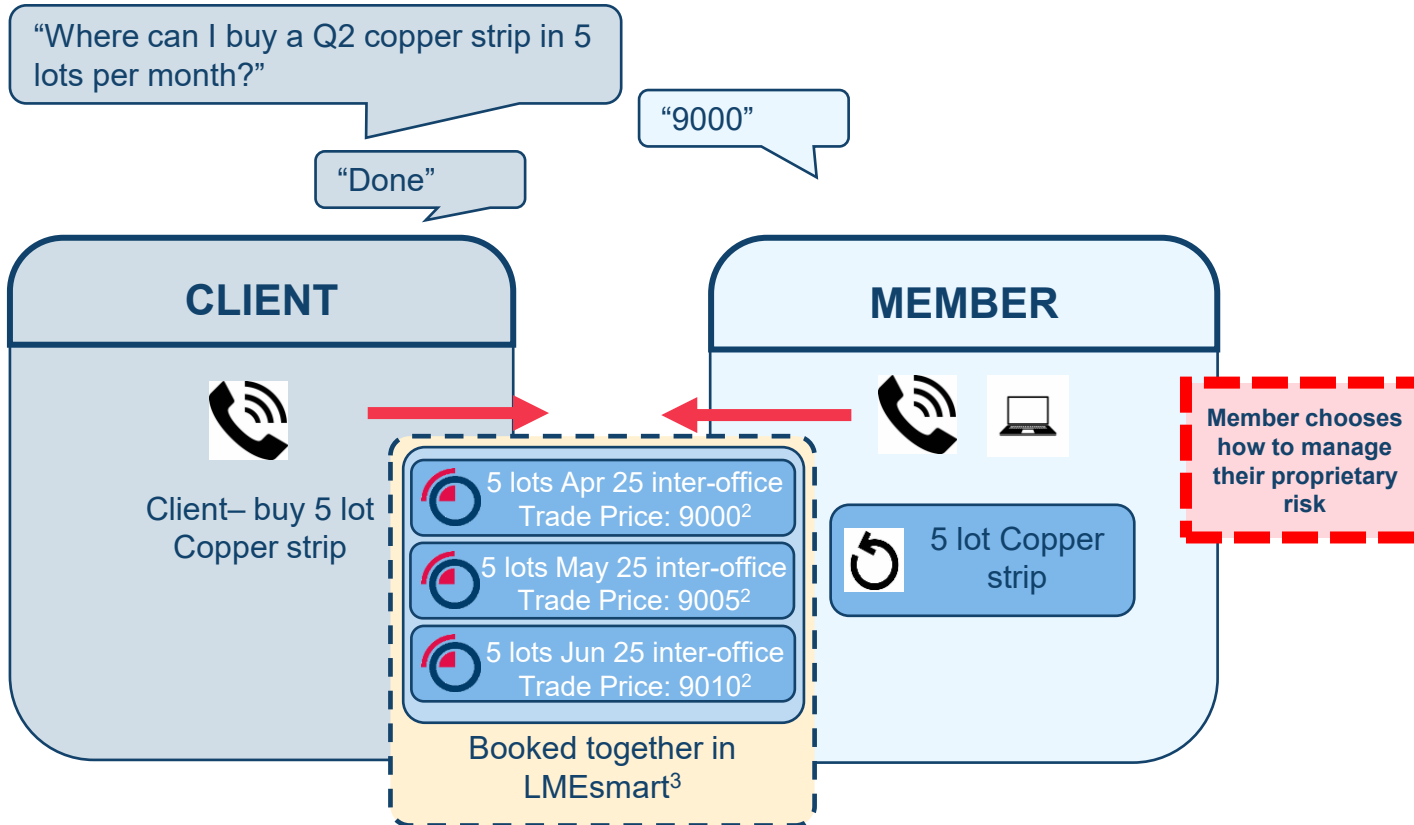 “Where can I buy a Q2 copper strip in 5
lots per month?”
“9000”
“Done”
CLIENT
MEMBER
Client– buy 5 lot
Copper strip
5 lots Apr 25 inter-office
Trade Price: 9000²
5 lots May 25 inter-office
Trade Price: 9005²
5 lots Jun 25 inter-office
Trade Price: 9010²
Booked together in
LMEsmart³
5 lot Copper
strip
Member chooses
how to manage
their proprietary
risk